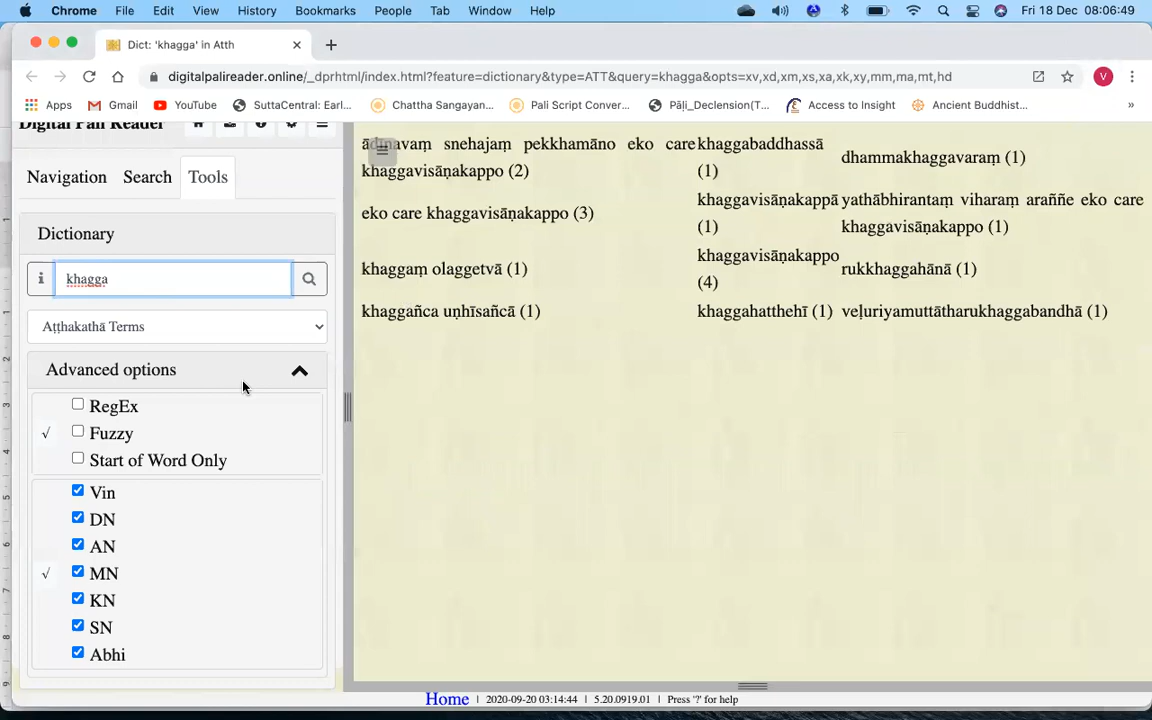 Chrome File Edit View History Bookmarks People Tab Window Help Fri 18 Dec 08:06:49
Dict: 'khagga' in Atth
digitalpalireader.online/_dprhtml/index.html?feature=dictionary&type=ATT&query=khagga&opts=xv,xd,xm,xs,xa,xk,xy,mm,ma,mt,hd
V
Apps Gmail YouTube SuttaCentral: Earl... Chattha Sangayan... Pali Script Conver... Pāḷi_Declension(T... Access to Insight Ancient Buddhist... »
Digital Pali Reader
Navigation Search Tools
Dictionary
khagga
Aṭṭhakathā Terms
Advanced options
RegEx
√ Fuzzy
Start of Word Only
Vin
DN
AN
√ MN
KN
SN
Abhi
ādīnavaṃ snehajaṃ pekkhamāno eko care
khaggavisāṇakappo (2)
khaggabaddhassā
(1)
dhammakhaggavaraṃ (1)
eko care khaggavisāṇakappo (3)
khaggavisāṇakappā
(1)
yathābhirantaṃ viharaṃ araññe eko care
khaggavisāṇakappo (1)
khaggaṃ olaggetvā (1)
khaggavisāṇakappo
(4)
rukkhaggahānā (1)
khaggañca uṇhīsañcā (1)
khaggahatthehī (1)
veḷuriyamuttātharukhaggabandhā (1)
Home | 2020-09-20 03:14:44 | 5.20.0919.01 | Press '?' for help